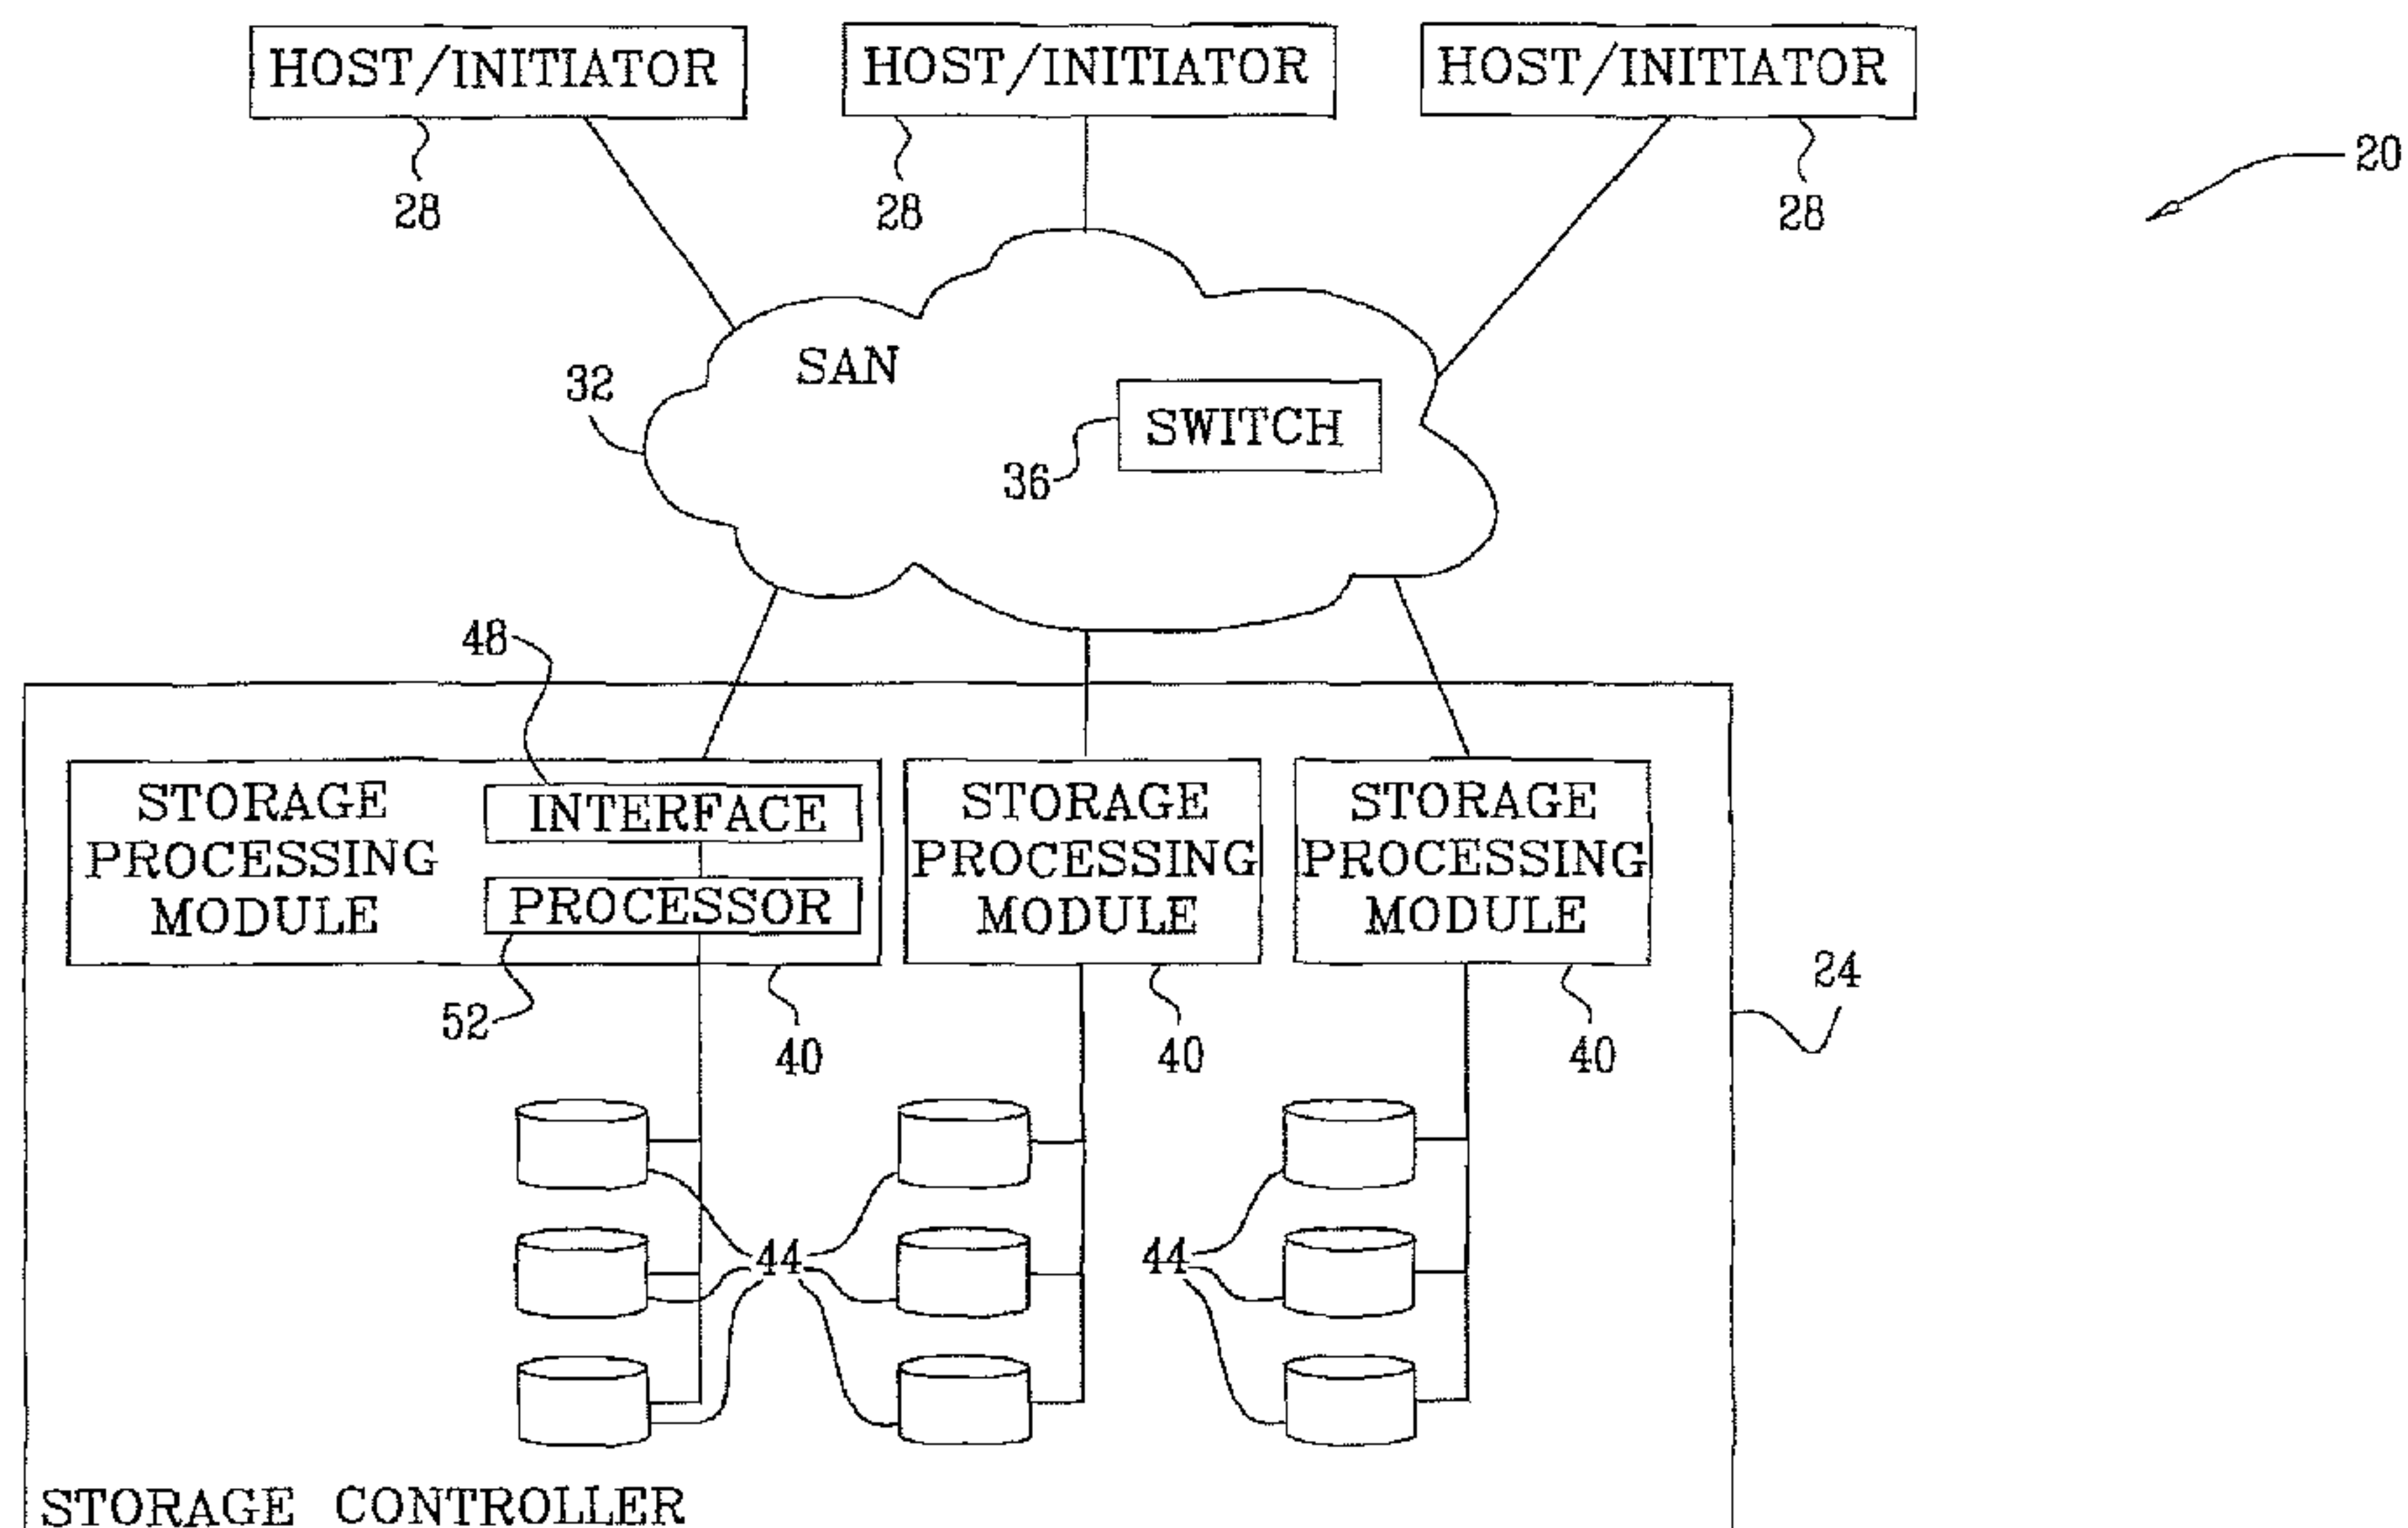 HOST/INITIATOR
HOST/INITIATOR
HOST/INITIATOR
20
28
28
28
SAN
32
SWITCH
36
48
STORAGE
PROCESSING
MODULE
INTERFACE
PROCESSOR
STORAGE
PROCESSING
MODULE
STORAGE
PROCESSING
MODULE
24
52
40
40
40
44
44
STORAGE CONTROLLER